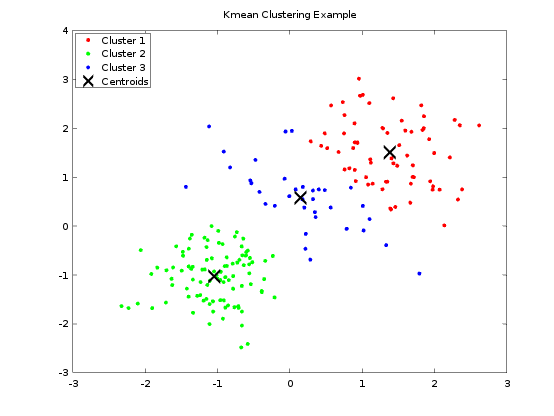 Kmean Clustering Example
Cluster 1
Cluster 2
Cluster 3
Centroids
4
3
2
1
0
-1
-2
-3
-3 -2 -1 0 1 2 3